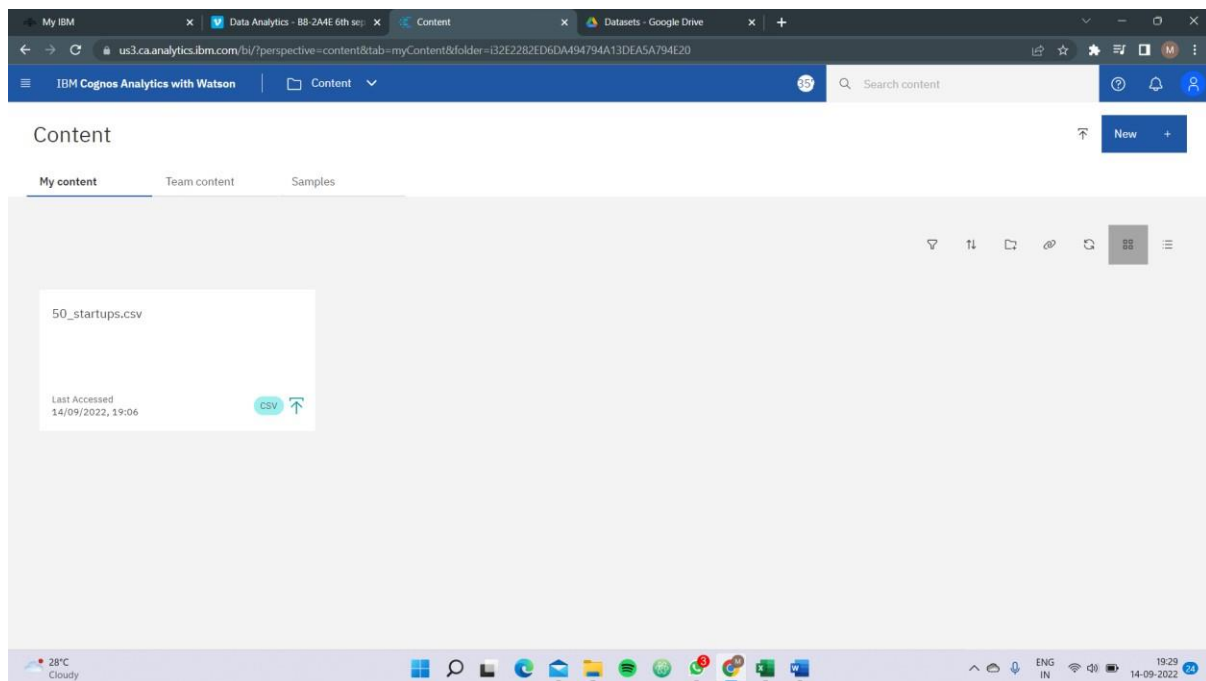 My IBM
Data Analytics - B8-2A4E 6th sep
Content
Datasets - Google Drive
us3.ca.analytics.ibm.com/bi/?perspective=content&tab=myContent&folder=i32E2282ED6DA494794A13DEA5A794E20
M
IBM Cognos Analytics with Watson
Content
Search content
Content
New +
My content
Team content
Samples
50_startups.csv
Last Accessed
14/09/2022, 19:06
CSV
28°C
Cloudy
3
M
ENG
IN
19:29
14-09-2022
24